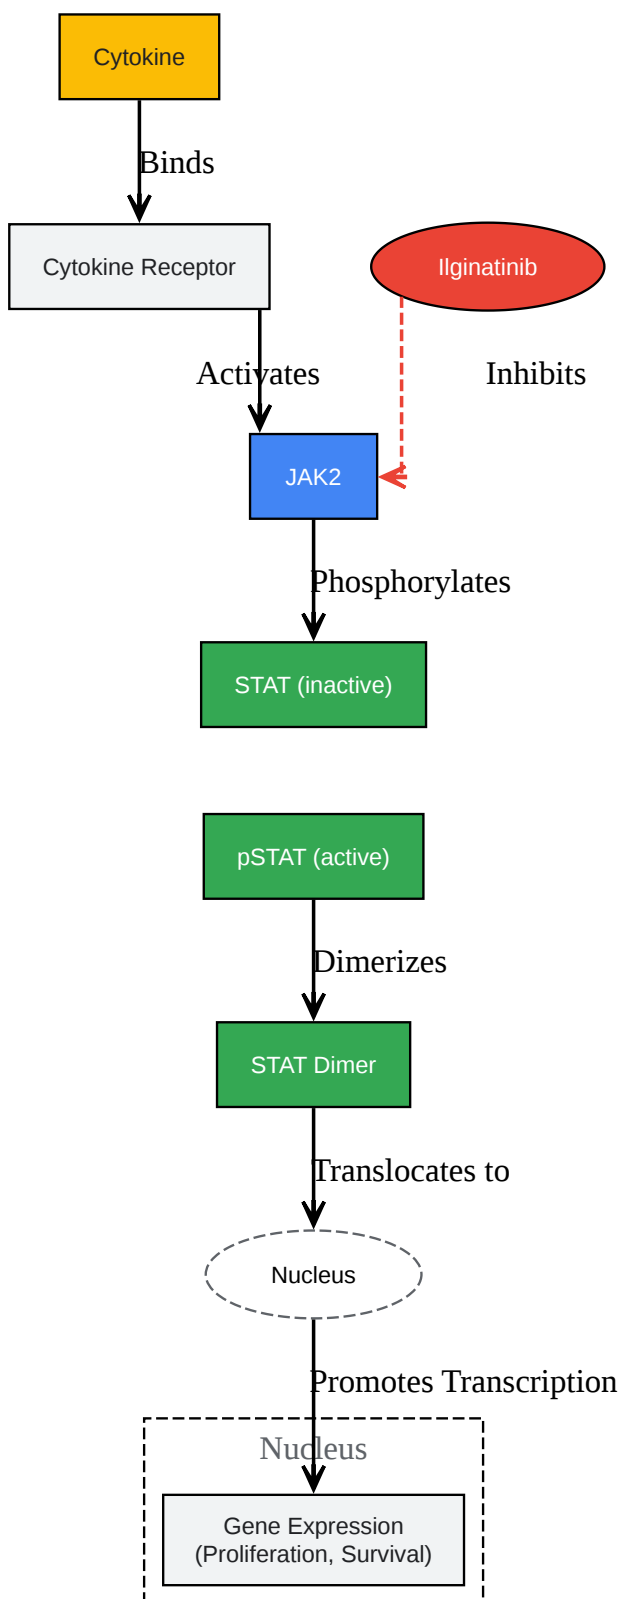 Cytokine
Binds
Cytokine Receptor
Ilginatinib
Activates
Inhibits
JAK2
Phosphorylates
STAT (inactive)
pSTAT (active)
Dimerizes
STAT Dimer
Translocates to
Nucleus
Promotes Transcription
Nucleus
Gene Expression
(Proliferation, Survival)